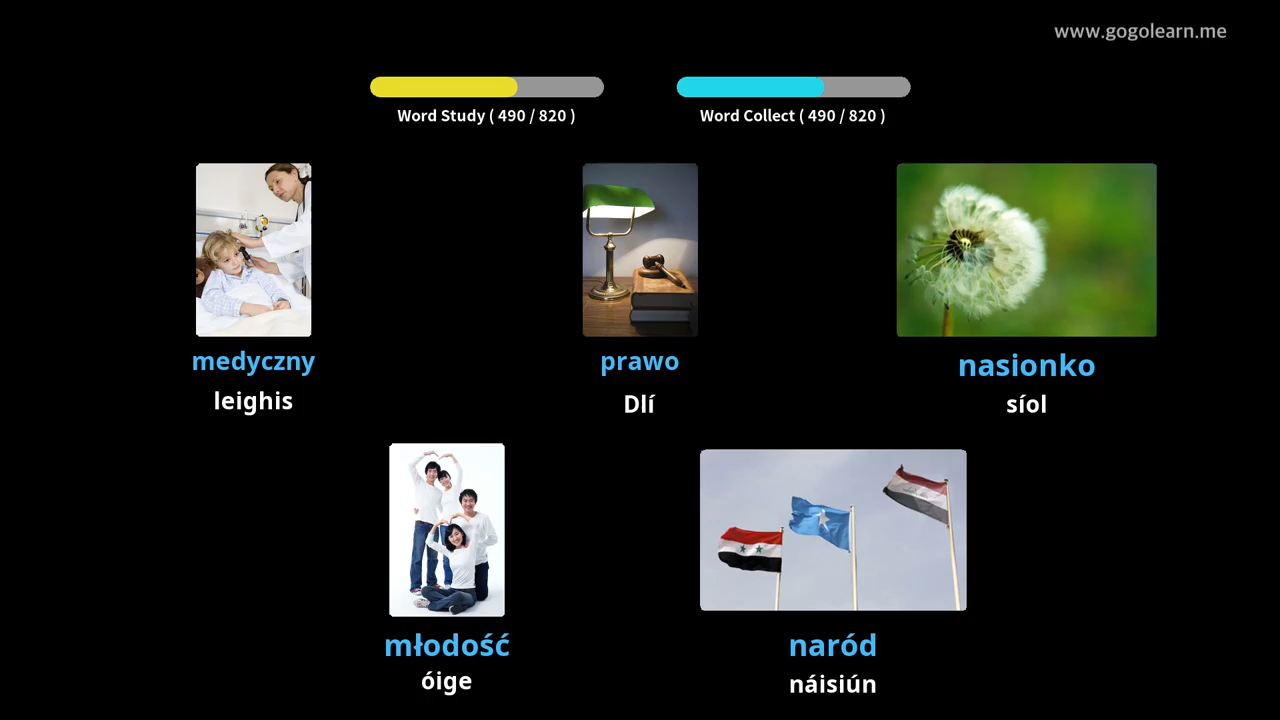 www.gogolearn.me
Word Study ( 490 / 820 )
Word Collect ( 490 / 820 )
medyczny
leighis
prawo
Dlí
nasionko
síol
młodość
óige
naród
náisiún